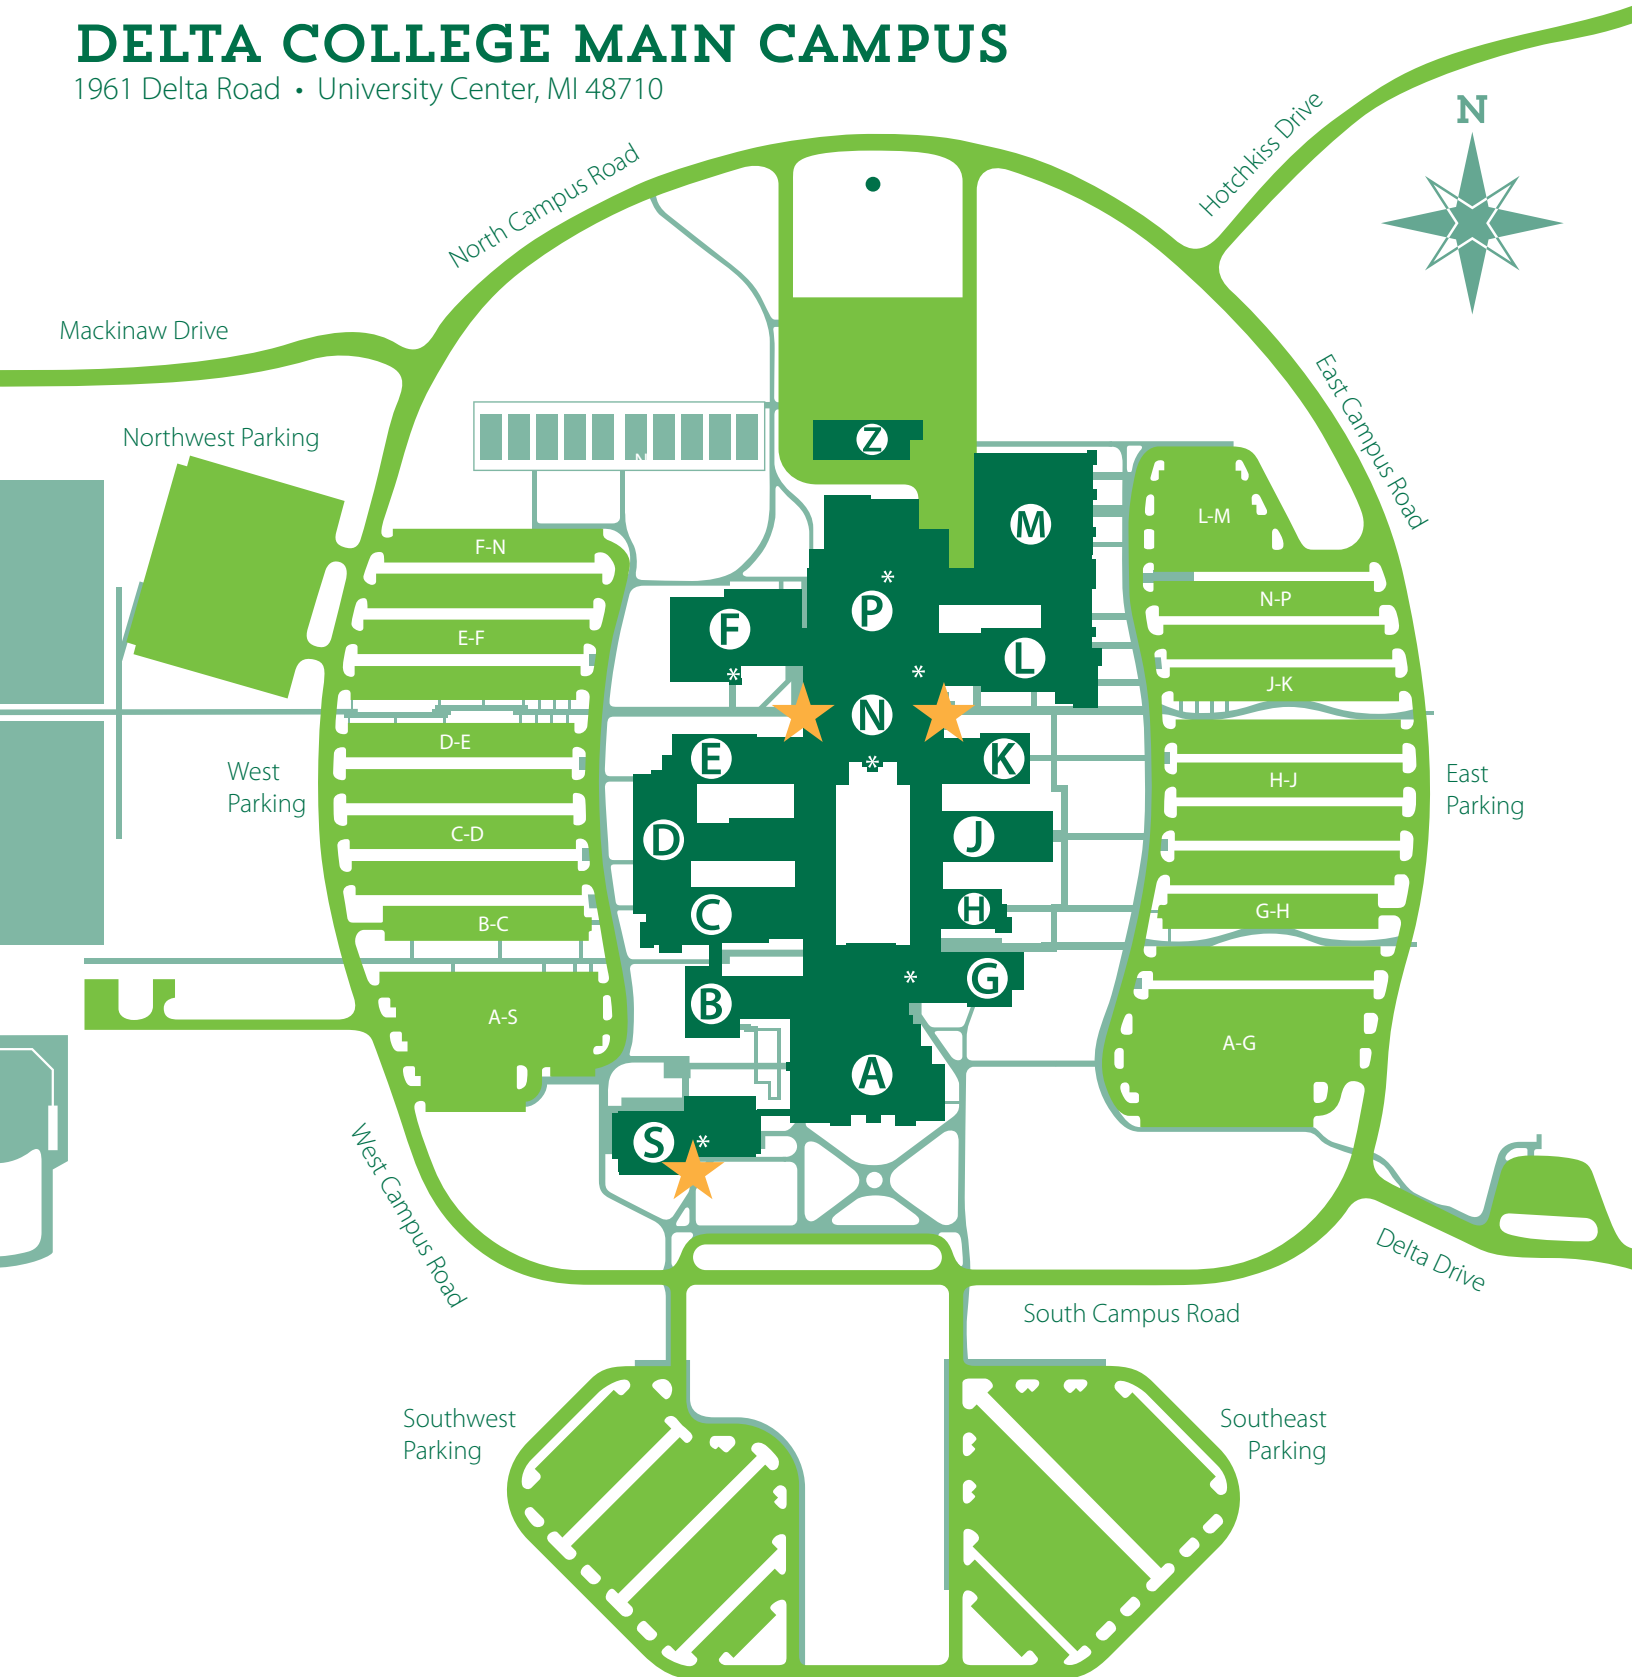 DELTA COLLEGE MAIN CAMPUS
1961 Delta Road • University Center, MI 48710
N
Hotchkiss Drive
North Campus Road
Mackinaw Drive
East Campus Road
Northwest Parking
Z
N
M
L-M
F-N
P
*
N-P
F
E-F
L
*
*
J-K
N
D-E
E
K
*
West
Parking
East
Parking
H-J
C-D
D
J
B-C
C
H
G-H
*
G
B
A-S
A-G
A
S
*
West Campus Road
Delta Drive
South Campus Road
Southwest
Parking
Southeast
Parking